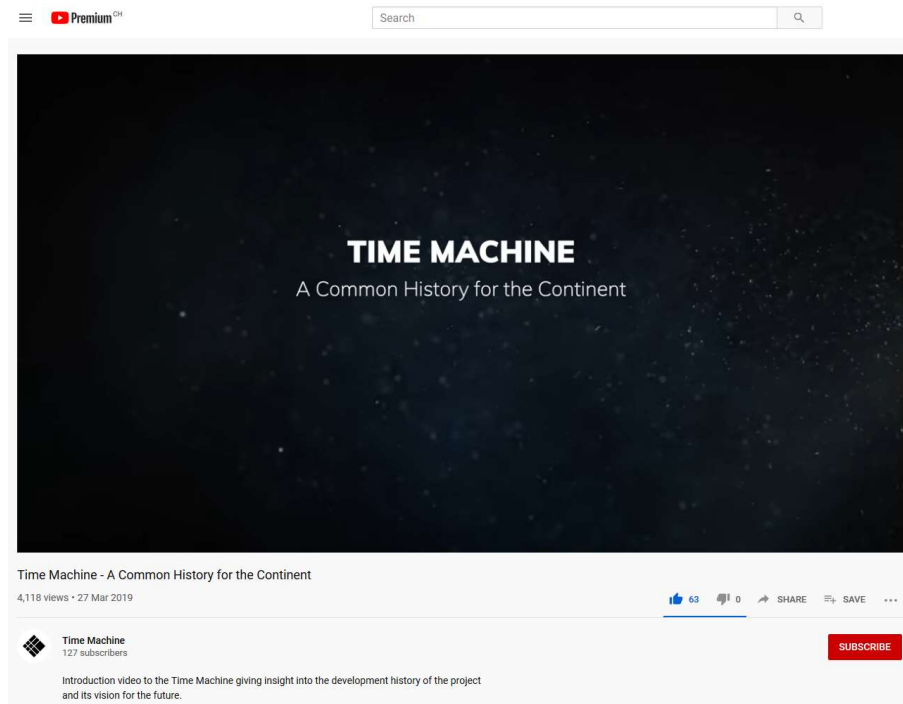 Premium CH
Search
TIME MACHINE
A Common History for the Continent
Time Machine - A Common History for the Continent
4,118 views • 27 Mar 2019
63 0 SHARE SAVE
Time Machine
127 subscribers
SUBSCRIBE
Introduction video to the Time Machine giving insight into the development history of the project
and its vision for the future.